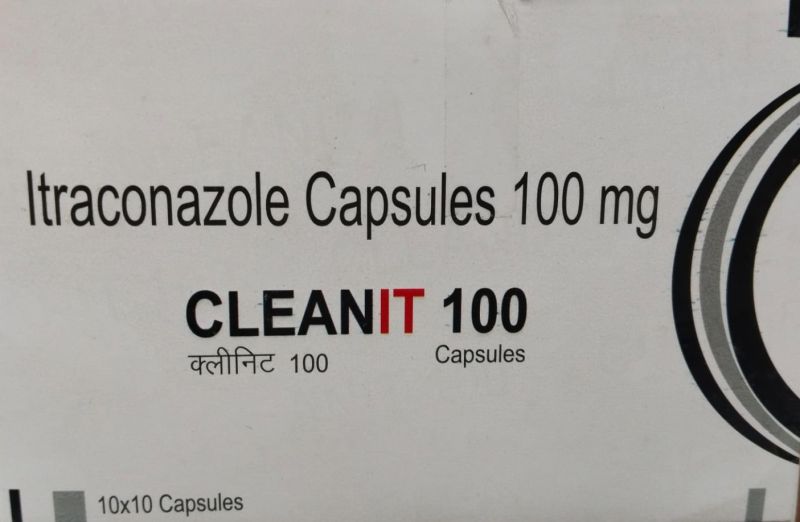 Itraconazole Capsules 100 mg
CLEANIT 100
क्लीनिट 100
Capsules
10x10 Capsules